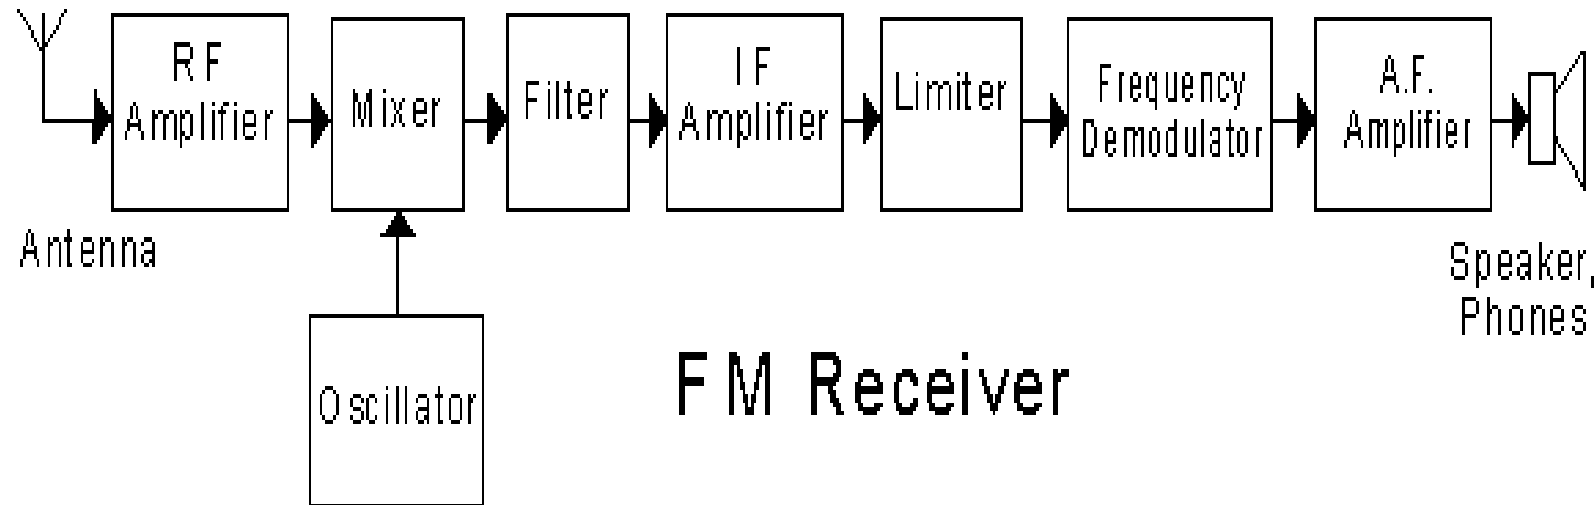 RF
Amplifier
Mixer
Filter
IF
Amplifier
Limiter
Frequency
Demodulator
A.F.
Amplifier
Antenna
Speaker,
Phones
Oscillator
FM Receiver